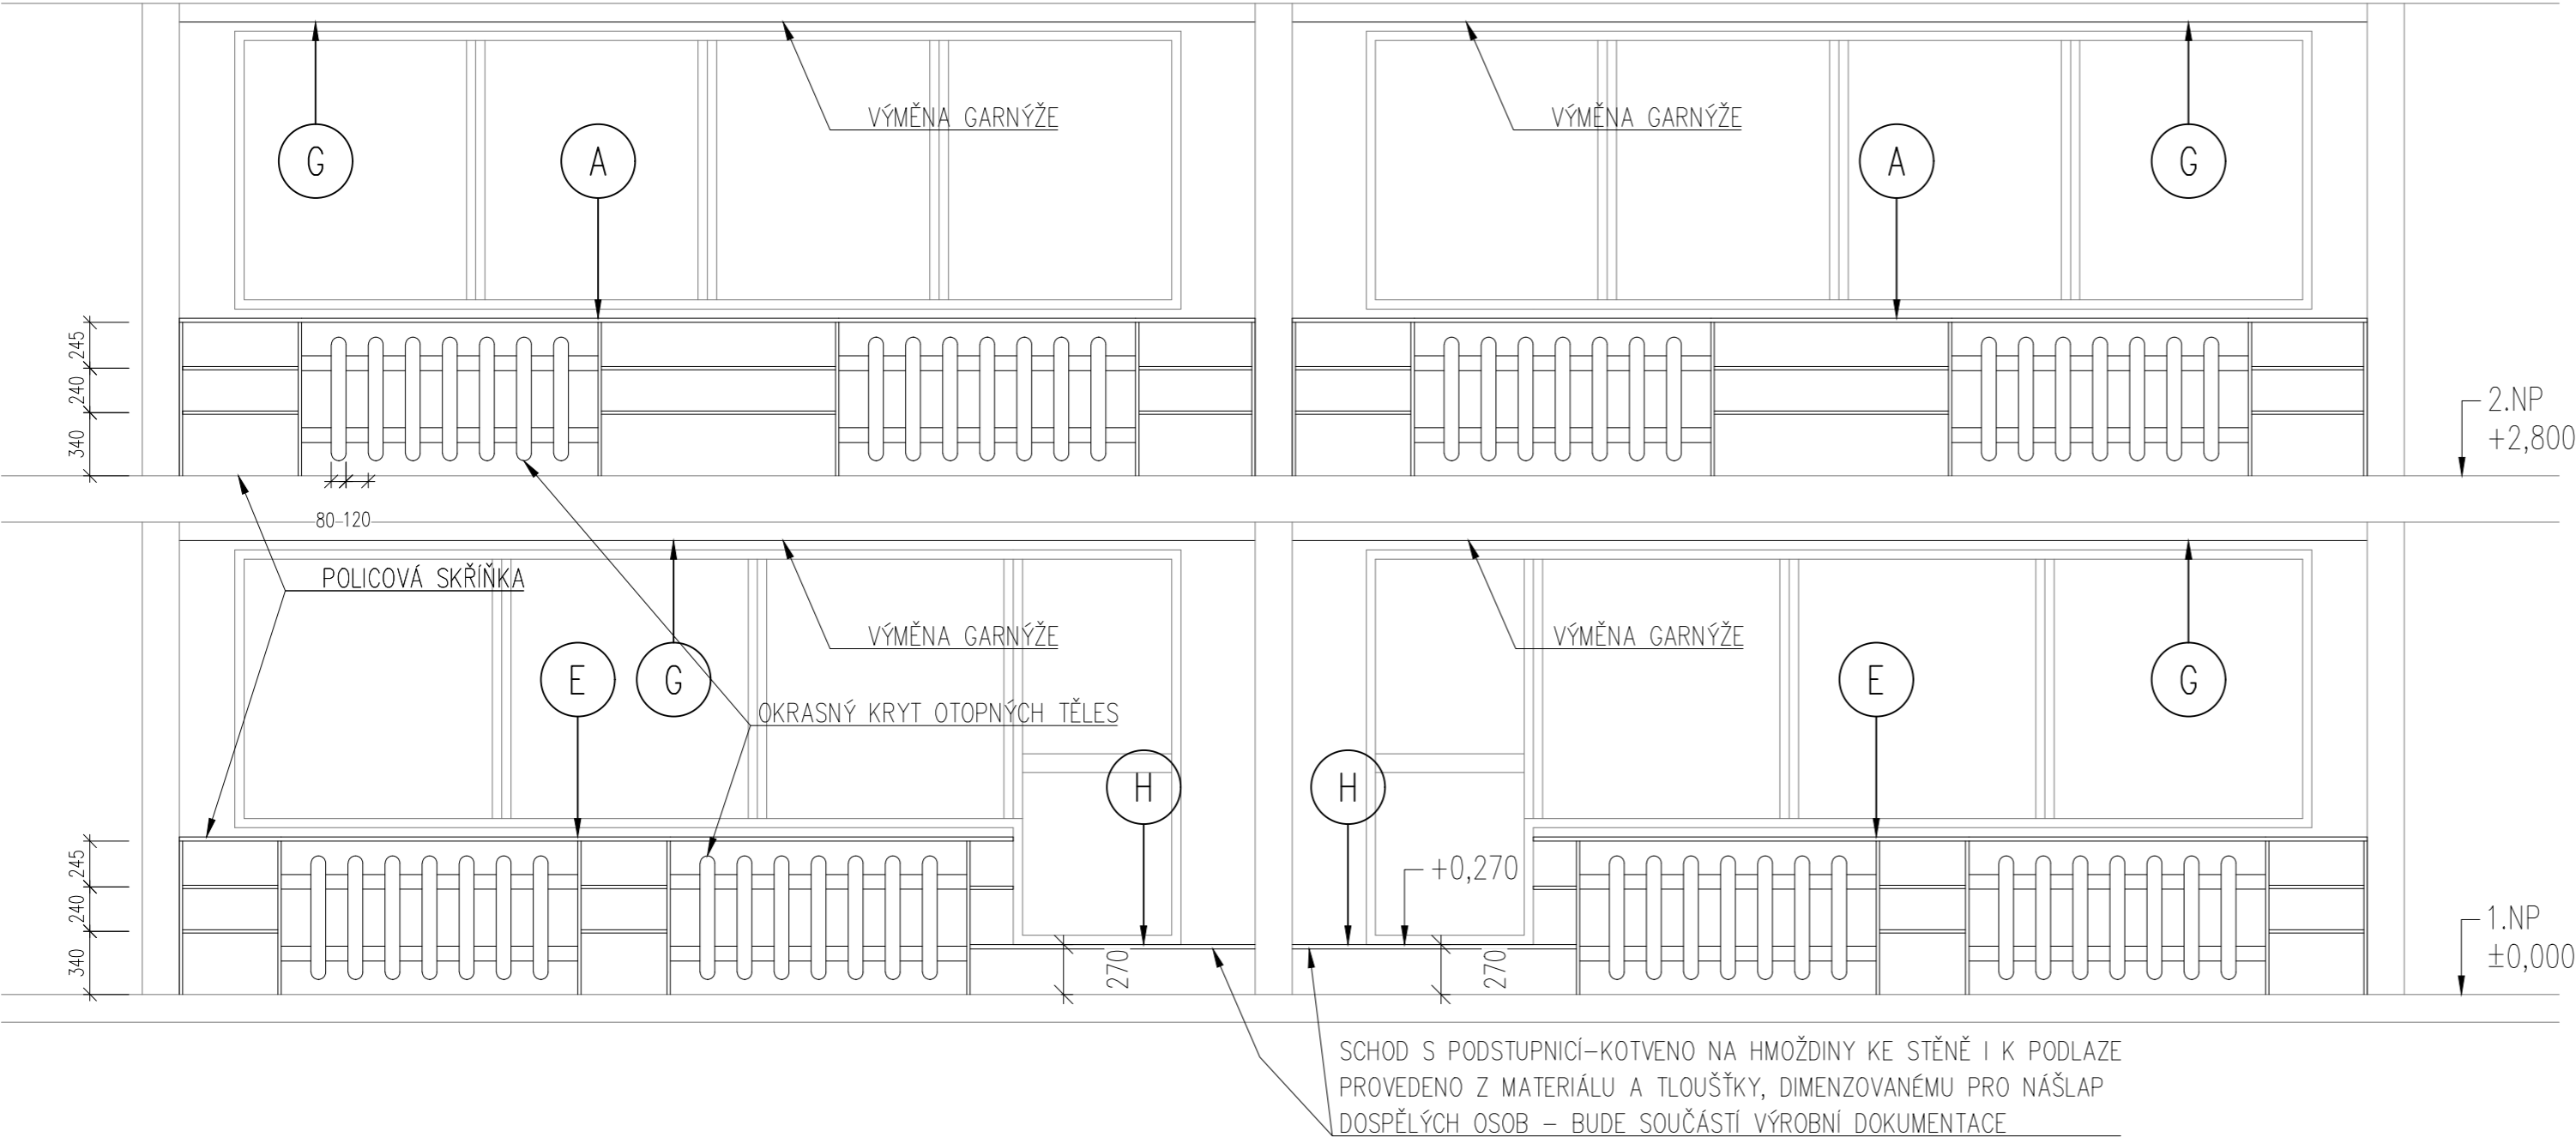 VÝMĚNA GARNÝŽE
VÝMĚNA GARNÝŽE
G
A
A
G
245
240
340
2.NP
+2,800
80-120
POLICOVÁ SKŘÍŇKA
VÝMĚNA GARNÝŽE
VÝMĚNA GARNÝŽE
E
G
E
G
OKRASNÝ KRYT OTOPNÝCH TĚLES
H
H
245
240
340
+0,270
270
270
1.NP
±0,000
SCHOD S PODSTUPNICÍ-KOTVENO NA HMOŽDINY KE STĚNĚ I K PODLAZE
PROVEDENO Z MATERIÁLU A TLOUŠŤKY, DIMENZOVANÉMU PRO NÁŠLAP
DOSPĚLÝCH OSOB – BUDE SOUČÁSTÍ VÝROBNÍ DOKUMENTACE